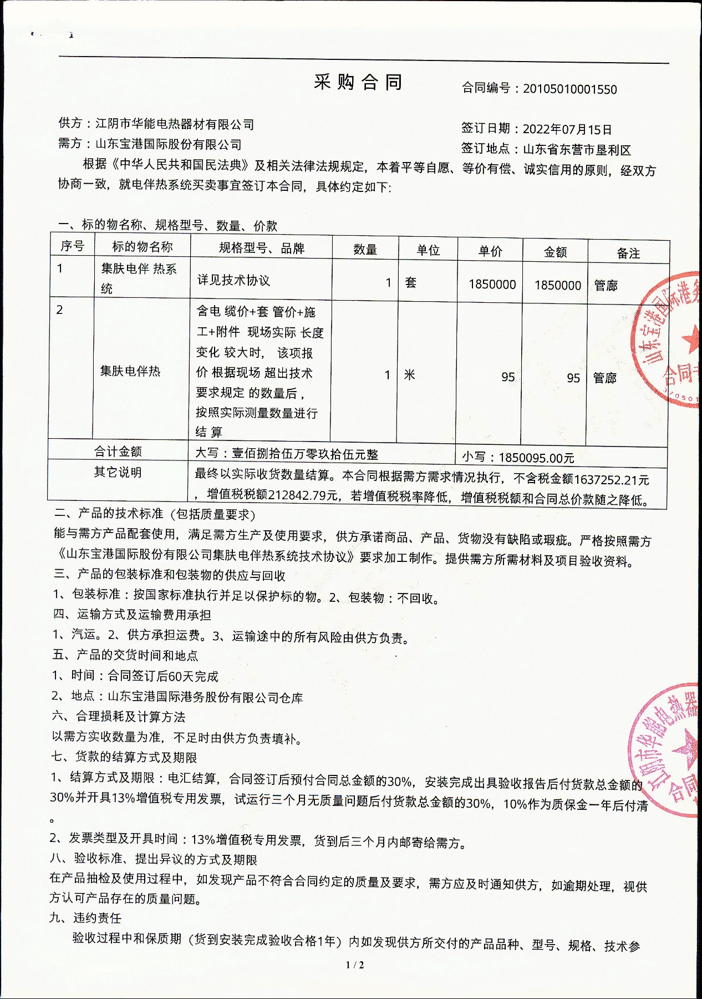 采购合同
合同编号：20105010001550
供方：江阴市华能电热器材有限公司
签订日期：2022年07月15日
需方：山东宝港国际股份有限公司
签订地点：山东省东营市垦利区
根据《中华人民共和国民法典》及相关法律法规规定，本着平等自愿、等价有偿、诚实信用的原则，经双方
协商一致，就电伴热系统买卖事宜签订本合同，具体约定如下：
一、标的物名称、规格型号、数量、价款
序号 标的物名称 规格型号、品牌 数量 单位 单价 金额 备注
1 集肤电伴 热系 详见技术协议 1 套 1850000 1850000 管廊
统
2 集肤电伴热 含电 缆价+套 管价+施 1 米 95 95 管廊
工+附件 现场实际 长度
变化 较大时， 该项报
价 根据现场 超出技术
要求规定 的数量后，
按照实际测量数量进行
结 算
合计金额 大写：壹佰捌拾伍万零玖拾伍元整 小写：1850095.00元
其它说明 最终以实际收货数量结算。本合同根据需方需求情况执行，不含税金额1637252.21元
，增值税税额212842.79元，若增值税税率降低，增值税税额和合同总价款随之降低。
二、产品的技术标准（包括质量要求）
能与需方产品配套使用，满足需方生产及使用要求，供方承诺商品、产品、货物没有缺陷或瑕疵。严格按照需方
《山东宝港国际股份有限公司集肤电伴热系统技术协议》要求加工制作。提供需方所需材料及项目验收资料。
三、产品的包装标准和包装物的供应与回收
1、包装标准：按国家标准执行并足以保护标的物。2、包装物：不回收。
四、运输方式及运输费用承担
1、汽运。2、供方承担运费。3、运输途中的所有风险由供方负责。
五、产品的交货时间和地点
1、时间：合同签订后60天完成
2、地点：山东宝港国际港务股份有限公司仓库
六、合理损耗及计算方法
以需方实收数量为准，不足时由供方负责填补。
七、货款的结算方式及期限
1、结算方式及期限：电汇结算，合同签订后预付合同总金额的30%，安装完成出具验收报告后付货款总金额的
30%并开具13%增值税专用发票，试运行三个月无质量问题后付货款总金额的30%，10%作为质保金一年后付清
。
2、发票类型及开具时间：13%增值税专用发票，货到后三个月内邮寄给需方。
八、验收标准、提出异议的方式及期限
在产品抽检及使用过程中，如发现产品不符合合同约定的质量及要求，需方应及时通知供方，如逾期处理，视供
方认可产品存在的质量问题。
九、违约责任
验收过程中和保质期（货到安装完成验收合格1年）内如发现供方所交付的产品品种、型号、规格、技术参
1 / 2
山东宝港国际港务
合同专
370501
江阴市华能电热器
合同